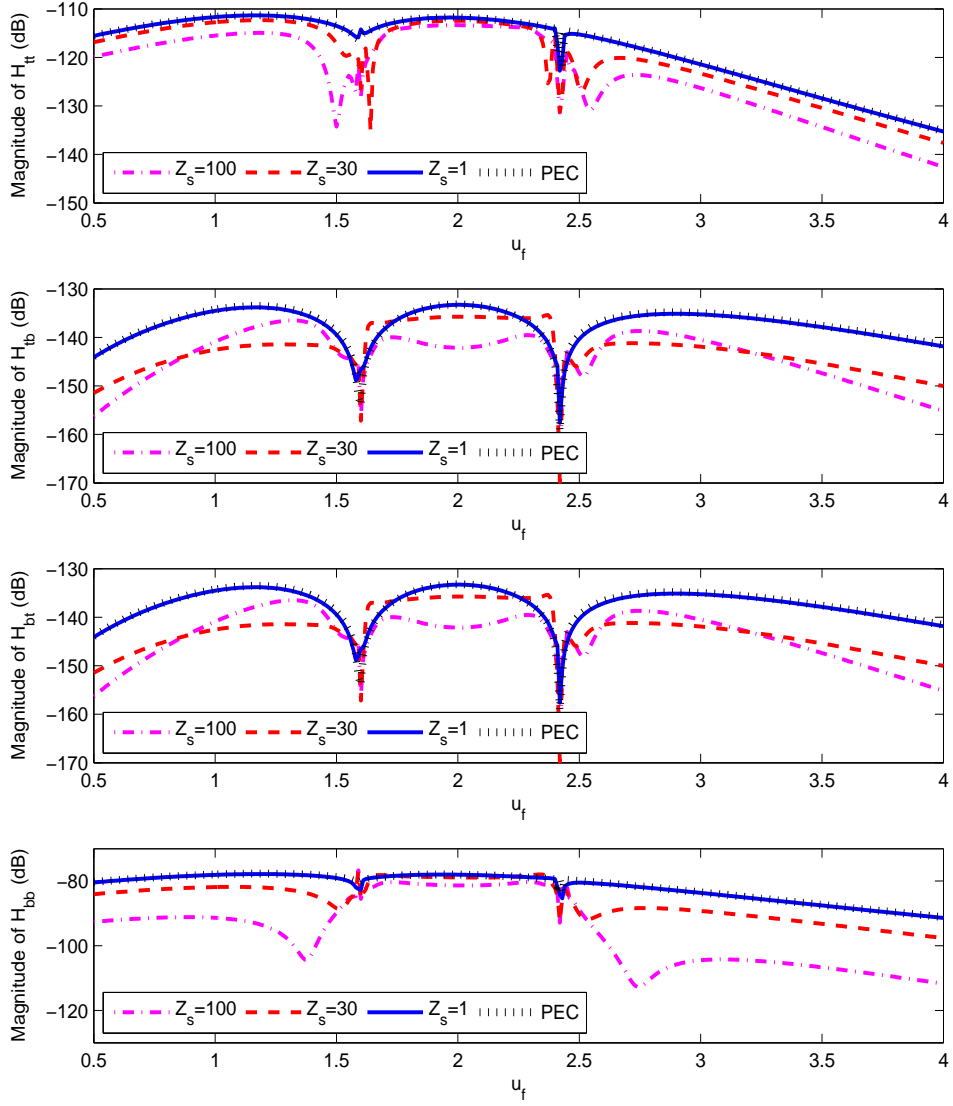 −110
−120
−130
−140
−150
Magnitude of H_tt (dB)
Z_s=100 Z_s=30 Z_s=1 PEC
0.5 1 1.5 2 2.5 3 3.5 4
u_f
−130
−140
−150
−160
−170
Magnitude of H_tb (dB)
Z_s=100 Z_s=30 Z_s=1 PEC
0.5 1 1.5 2 2.5 3 3.5 4
u_f
−130
−140
−150
−160
−170
Magnitude of H_bt (dB)
Z_s=100 Z_s=30 Z_s=1 PEC
0.5 1 1.5 2 2.5 3 3.5 4
u_f
−80
−100
−120
Magnitude of H_bb (dB)
Z_s=100 Z_s=30 Z_s=1 PEC
0.5 1 1.5 2 2.5 3 3.5 4
u_f